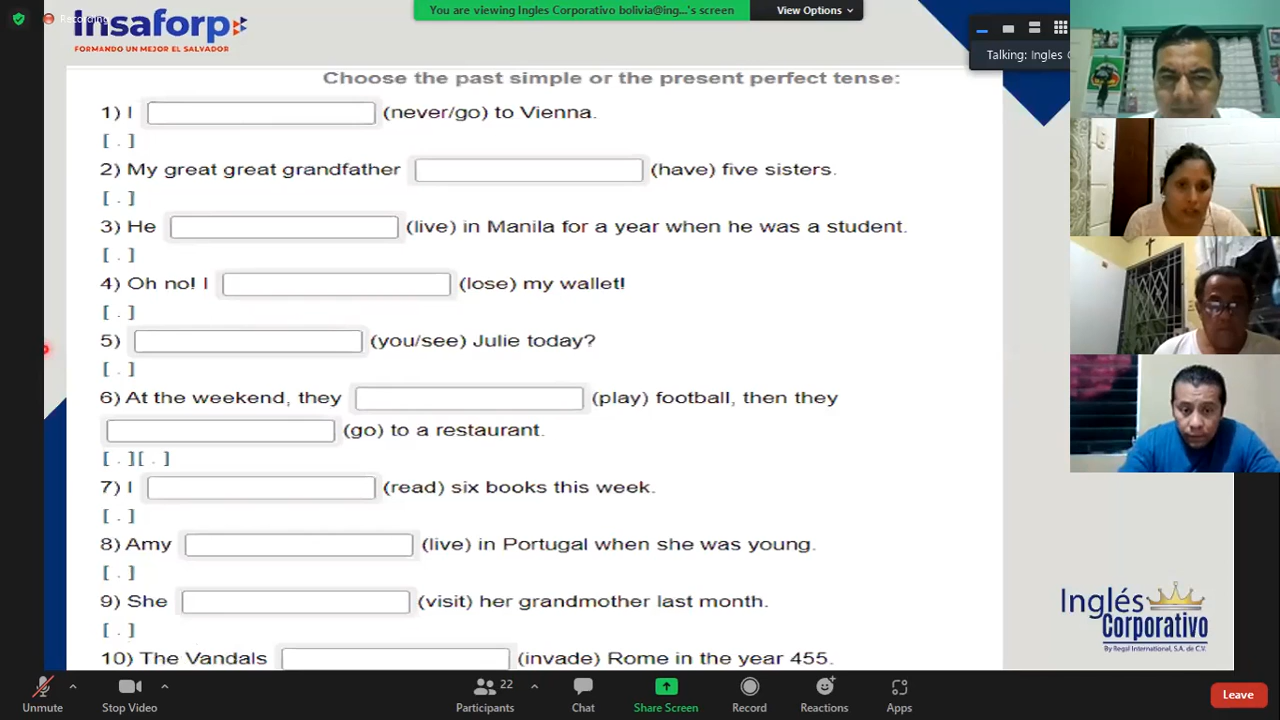 Recording
You are viewing Ingles Corporativo bolivia@ing...'s screen
View Options
Talking: Ingles
Insaforp
FORMANDO UN MEJOR EL SALVADOR
Choose the past simple or the present perfect tense:
1) I (never/go) to Vienna.
[ . ]
2) My great great grandfather (have) five sisters.
[ . ]
3) He (live) in Manila for a year when he was a student.
[ . ]
4) Oh no! I (lose) my wallet!
[ . ]
5) (you/see) Julie today?
[ . ]
6) At the weekend, they (play) football, then they
(go) to a restaurant.
[ . ][ . ]
7) I (read) six books this week.
[ . ]
8) Amy (live) in Portugal when she was young.
[ . ]
9) She (visit) her grandmother last month.
[ . ]
10) The Vandals (invade) Rome in the year 455.
Inglés
Corporativo
By Regal International, S.A. de C.V.
Unmute
Stop Video
Participants 22
Chat
Share Screen
Record
Reactions
Apps
Leave